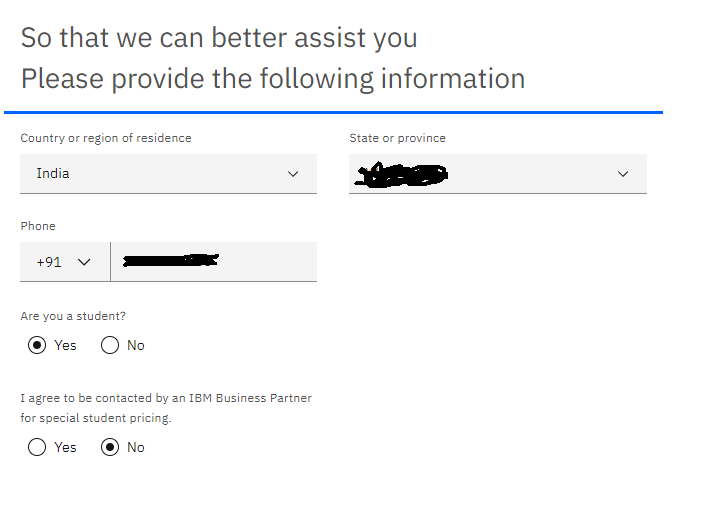 So that we can better assist you
Please provide the following information
Country or region of residence
State or province
India
Phone
+91
Are you a student?
Yes
No
I agree to be contacted by an IBM Business Partner
for special student pricing.
Yes
No